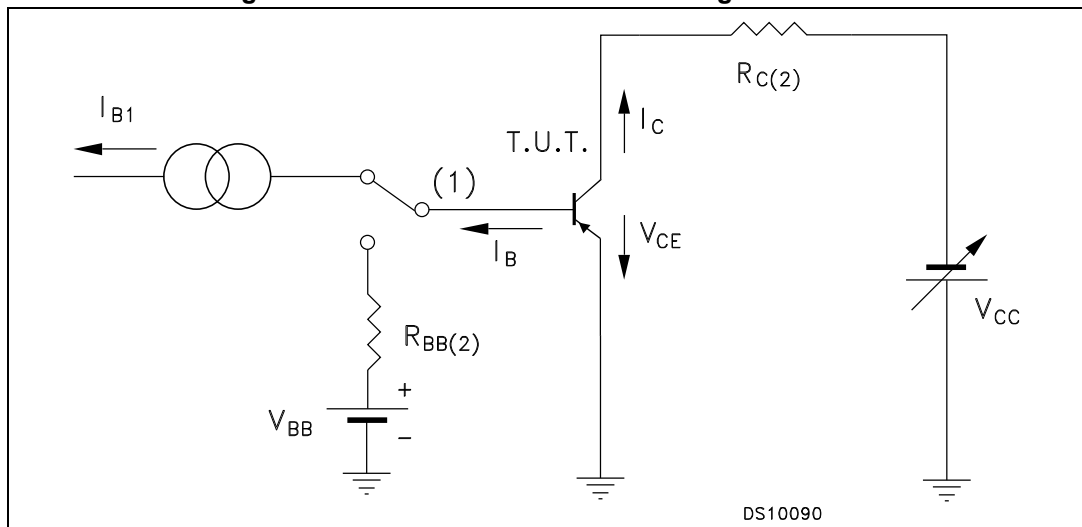 R_C(2)
I_B1
I_C
T.U.T.
(1)
I_B
V_CE
V_CC
R_BB(2)
+
V_BB
−
DS10090